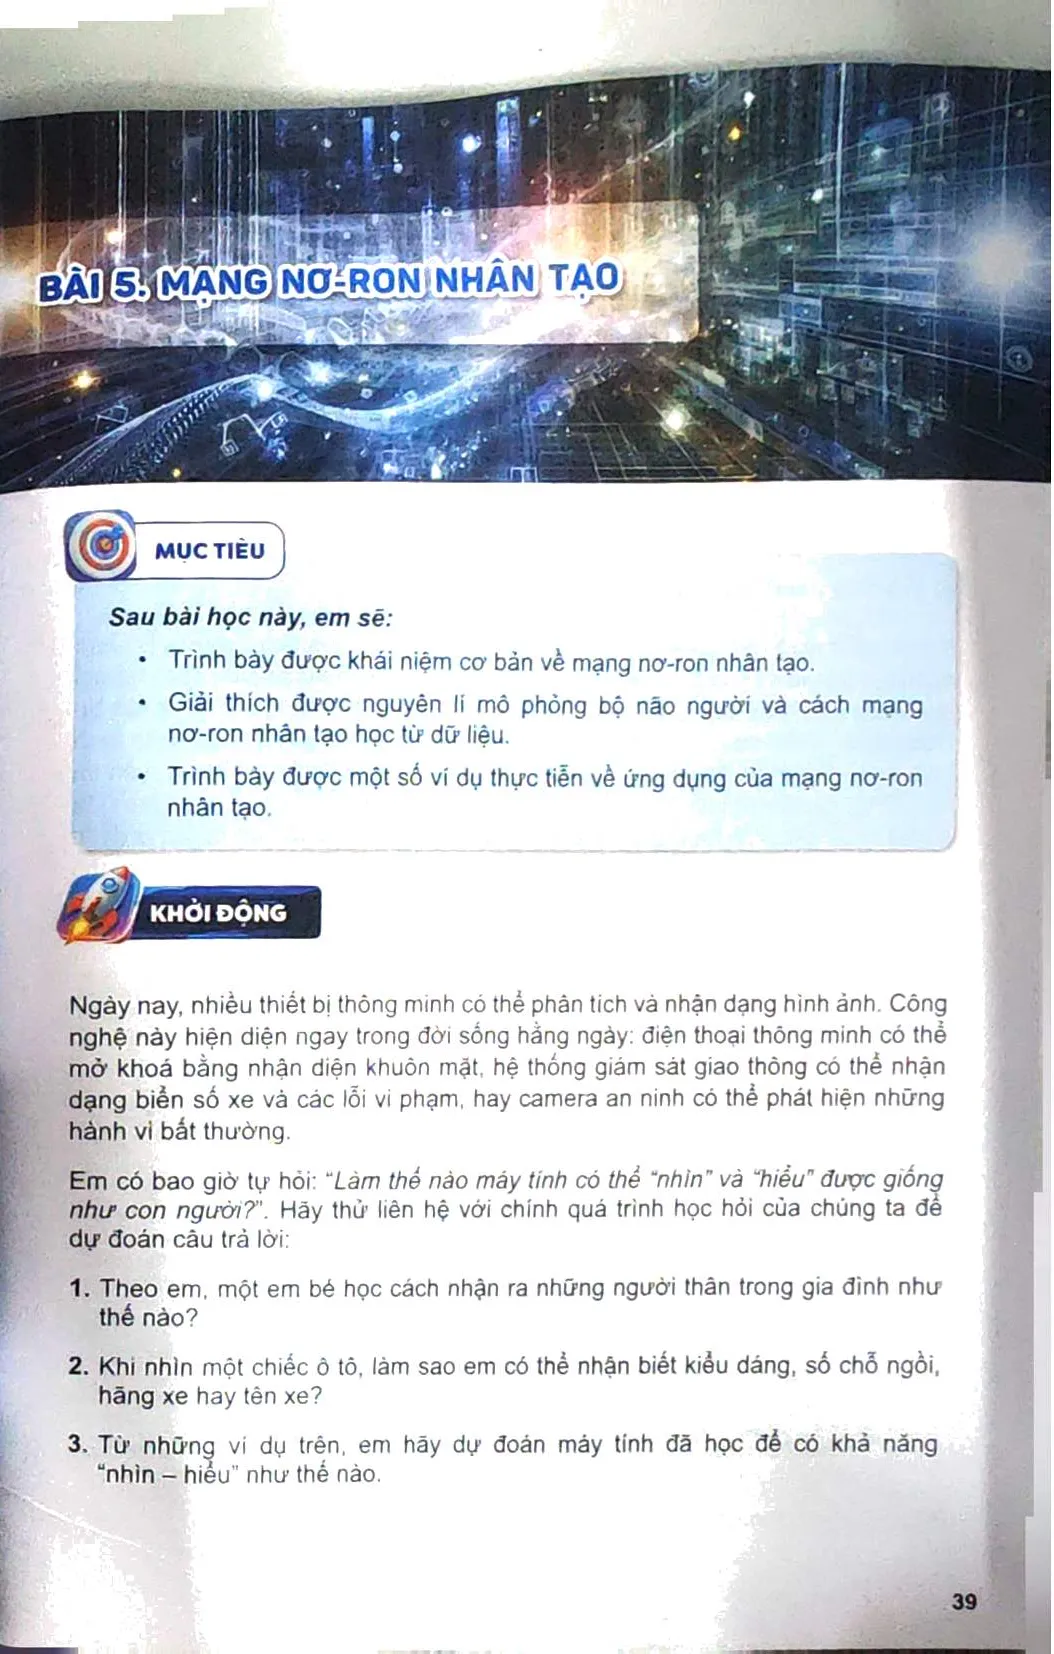 BÀI 5. MẠNG NƠ-RON NHÂN TẠO
MỤC TIÊU
Sau bài học này, em sẽ:
• Trình bày được khái niệm cơ bản về mạng nơ-ron nhân tạo.
• Giải thích được nguyên lí mô phỏng bộ não người và cách mạng
nơ-ron nhân tạo học từ dữ liệu.
• Trình bày được một số ví dụ thực tiễn về ứng dụng của mạng nơ-ron
nhân tạo.
KHỞI ĐỘNG
Ngày nay, nhiều thiết bị thông minh có thể phân tích và nhận dạng hình ảnh. Công
nghệ này hiện diện ngay trong đời sống hằng ngày: điện thoại thông minh có thể
mở khoá bằng nhận diện khuôn mặt, hệ thống giám sát giao thông có thể nhận
dạng biển số xe và các lỗi vi phạm, hay camera an ninh có thể phát hiện những
hành vi bất thường.
Em có bao giờ tự hỏi: “Làm thế nào máy tính có thể “nhìn” và “hiểu” được giống
như con người?”. Hãy thử liên hệ với chính quá trình học hỏi của chúng ta để
dự đoán câu trả lời:
1. Theo em, một em bé học cách nhận ra những người thân trong gia đình như
thế nào?
2. Khi nhìn một chiếc ô tô, làm sao em có thể nhận biết kiểu dáng, số chỗ ngồi,
hãng xe hay tên xe?
3. Từ những ví dụ trên, em hãy dự đoán máy tính đã học để có khả năng
“nhìn – hiểu” như thế nào.
39